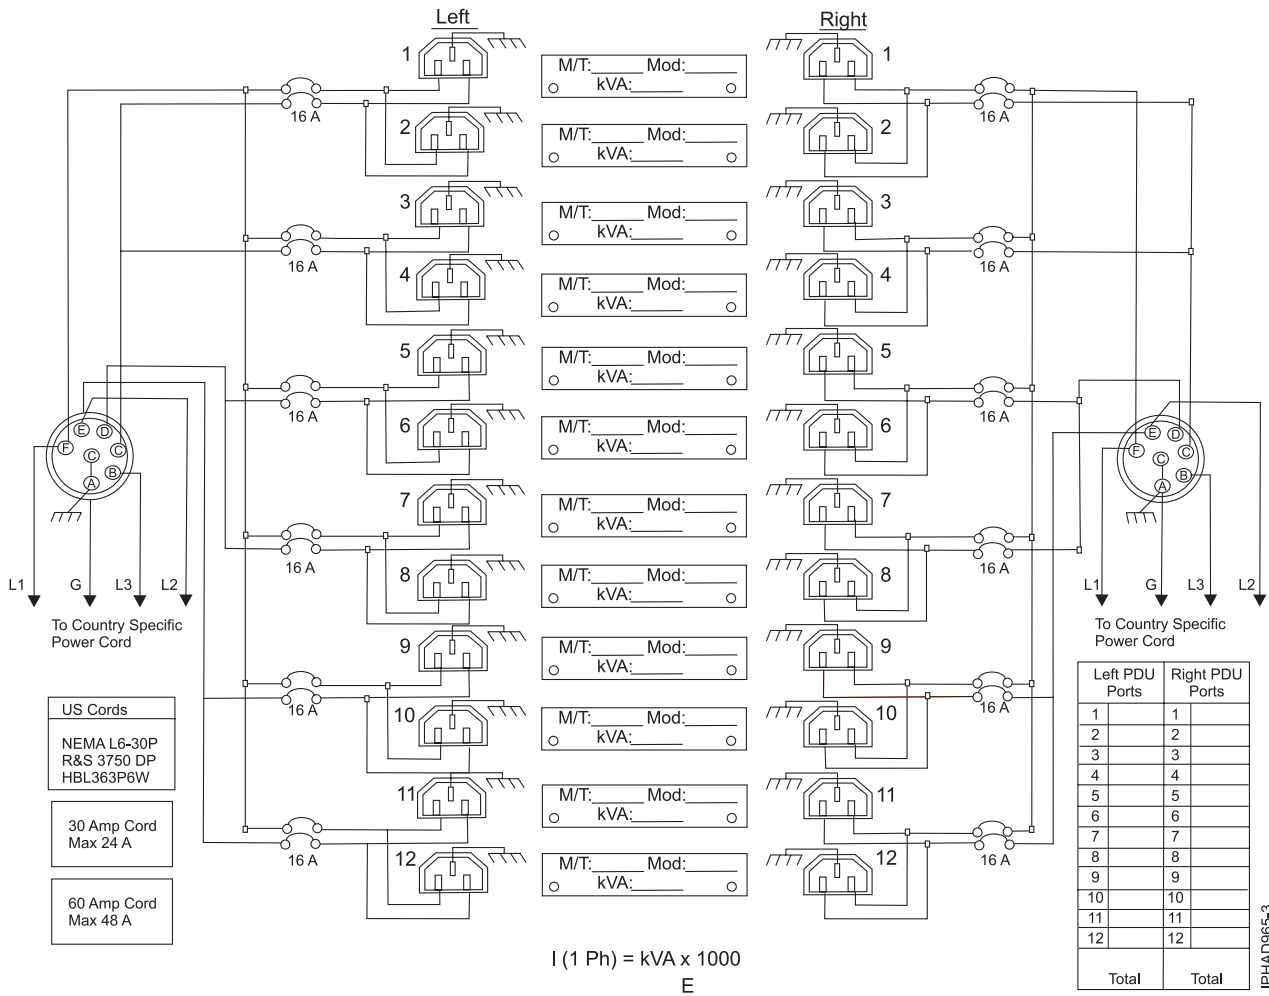 Left
Right
1
M/T:_____ Mod:_____
kVA:_____
1
16 A
16 A
2
M/T:_____ Mod:_____
kVA:_____
2
3
M/T:_____ Mod:_____
kVA:_____
3
16 A
16 A
4
M/T:_____ Mod:_____
kVA:_____
4
5
M/T:_____ Mod:_____
kVA:_____
5
16 A
16 A
6
M/T:_____ Mod:_____
kVA:_____
6
E D
F C C
B
A
E D
F C C
B
A
7
M/T:_____ Mod:_____
kVA:_____
7
16 A
16 A
8
M/T:_____ Mod:_____
kVA:_____
8
L1 G L3 L2
To Country Specific
Power Cord
L1 G L3 L2
To Country Specific
Power Cord
9
M/T:_____ Mod:_____
kVA:_____
9
16 A
16 A
10
M/T:_____ Mod:_____
kVA:_____
10
11
M/T:_____ Mod:_____
kVA:_____
11
16 A
16 A
12
M/T:_____ Mod:_____
kVA:_____
12
US Cords
NEMA L6-30P
R&S 3750 DP
HBL363P6W
30 Amp Cord
Max 24 A
60 Amp Cord
Max 48 A
Left PDU Right PDU
Ports Ports
1 1
2 2
3 3
4 4
5 5
6 6
7 7
8 8
9 9
10 10
11 11
12 12
Total Total
I (1 Ph) = kVA x 1000
E
IPHAD965-3